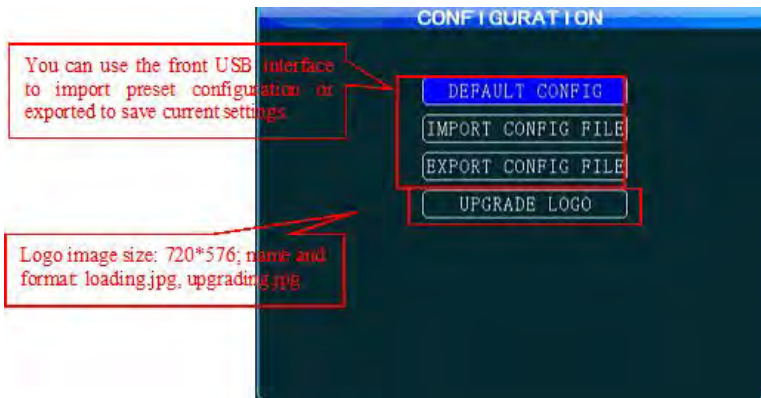 CONFIGURATION
You can use the front USB interface
to import preset configuration or
exported to save current settings.
DEFAULT CONFIG
IMPORT CONFIG FILE
EXPORT CONFIG FILE
UPGRADE LOGO
Logo image size: 720*576; name and
format: loading.jpg, upgrading.jpg